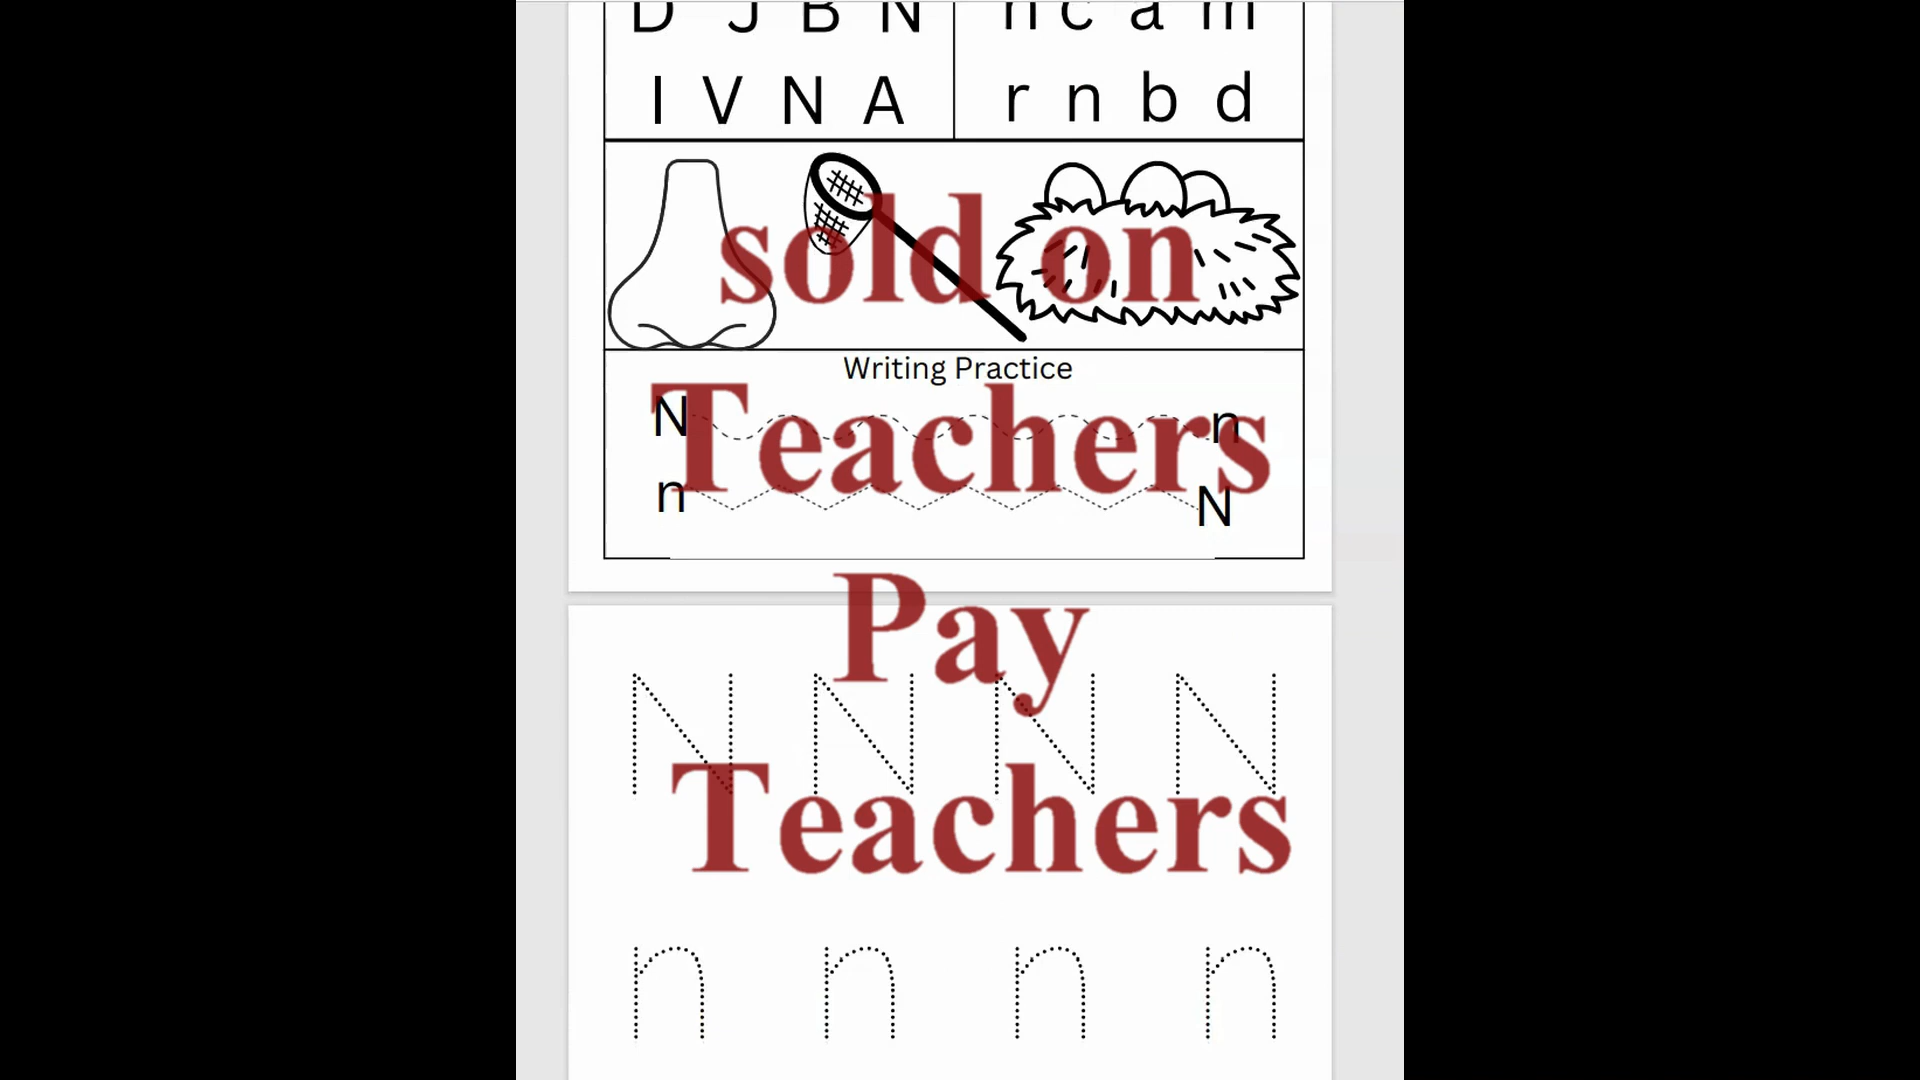 D J B N n c a m
I V N A r n b d
sold on
Writing Practice
N n
Teachers
n N
Pay
N N N N
Teachers
n n n n